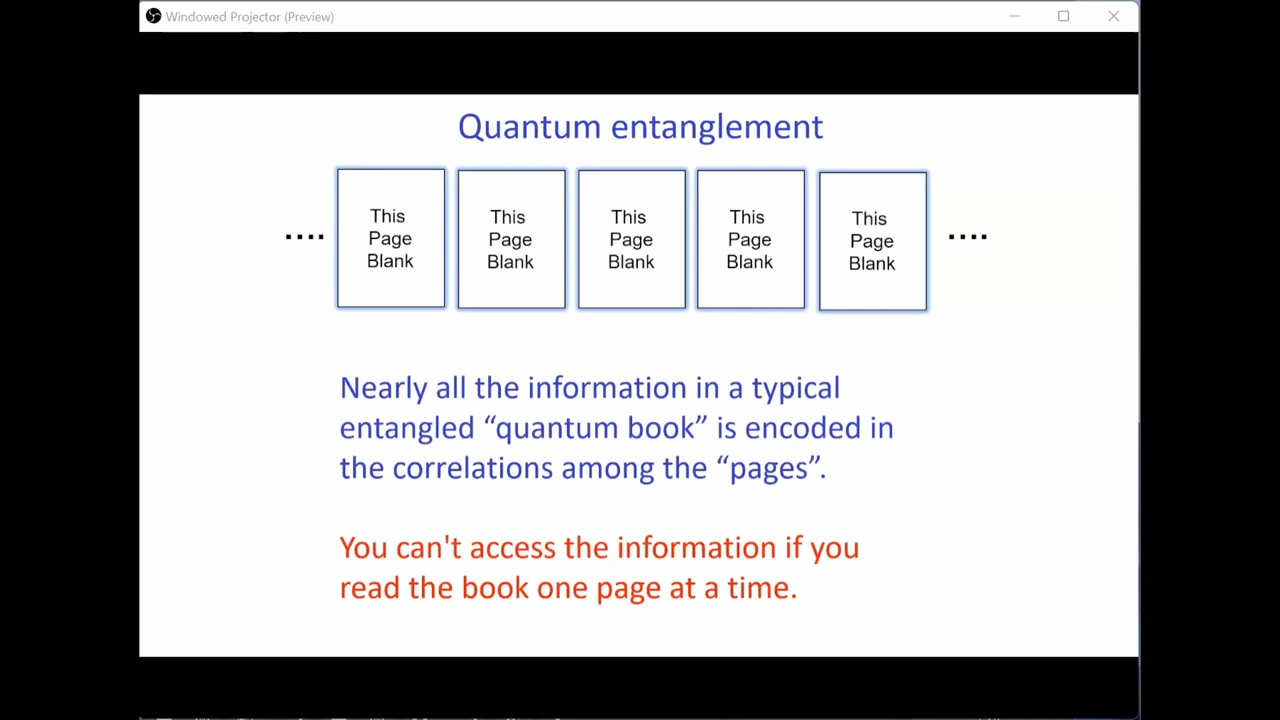 Windowed Projector (Preview)
Quantum entanglement
This Page Blank
This Page Blank
This Page Blank
This Page Blank
This Page Blank
....
....
Nearly all the information in a typical
entangled “quantum book” is encoded in
the correlations among the “pages”.
You can't access the information if you
read the book one page at a time.